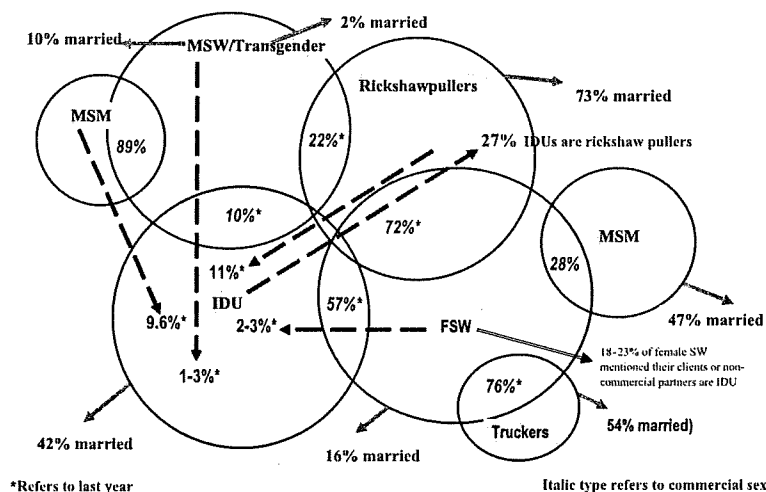 2% married
10% married
MSW/Transgender
Rickshawpullers
73% married
MSM
89%
22%*
27% IDUs are rickshaw pullers
10%*
72%*
MSM
28%
11%*
IDU
57%*
47% married
9.6%*
2-3%*
FSW
18-23% of female SW
mentioned their clients or non-
commercial partners are IDU
1-3%*
76%*
Truckers
54% married)
42% married
16% married
*Refers to last year
Italic type refers to commercial sex